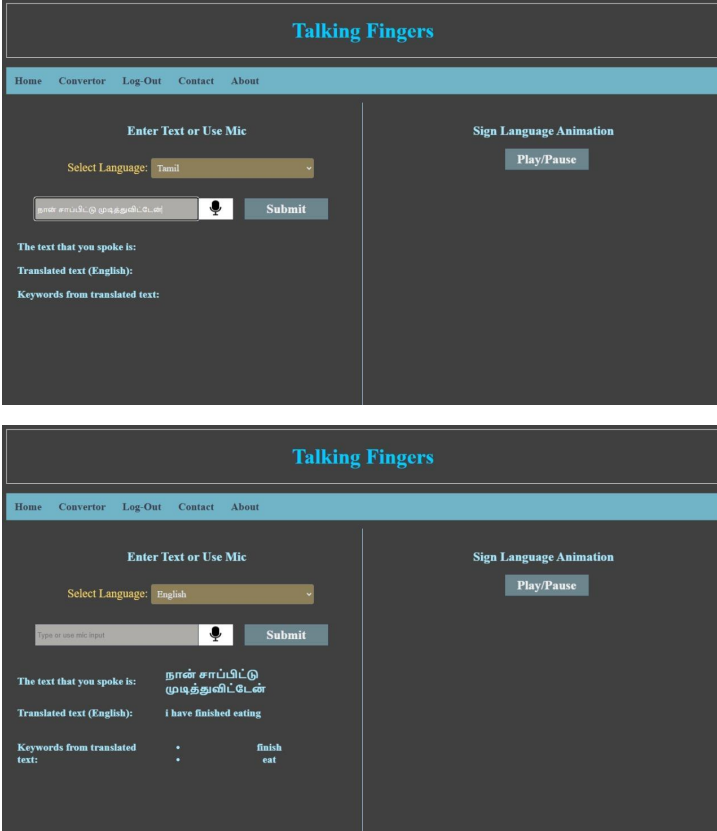 Talking Fingers
Home Convertor Log-Out Contact About
Enter Text or Use Mic
Select Language: Tamil
நான் சாப்பிட்டு முடித்துவிட்டேன்
Submit
The text that you spoke is:
Translated text (English):
Keywords from translated text:
Sign Language Animation
Play/Pause
Talking Fingers
Home Convertor Log-Out Contact About
Enter Text or Use Mic
Select Language: English
Type or use mic input
Submit
The text that you spoke is:
நான் சாப்பிட்டு
முடித்துவிட்டேன்
Translated text (English): i have finished eating
Keywords from translated
text:
• finish
• eat
Sign Language Animation
Play/Pause